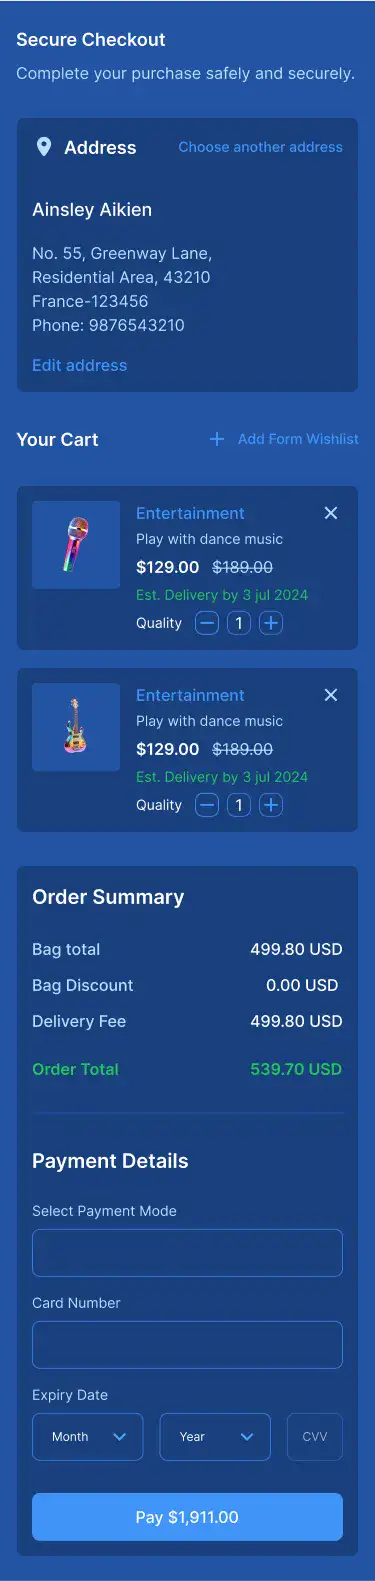 Secure Checkout
Complete your purchase safely and securely.
Address
Choose another address
Ainsley Aikien
No. 55, Greenway Lane,
Residential Area, 43210
France-123456
Phone: 9876543210
Edit address
Your Cart
Add Form Wishlist
Entertainment
Play with dance music
$129.00 $189.00
Est. Delivery by 3 jul 2024
Quality 1
Entertainment
Play with dance music
$129.00 $189.00
Est. Delivery by 3 jul 2024
Quality 1
Order Summary
Bag total 499.80 USD
Bag Discount 0.00 USD
Delivery Fee 499.80 USD
Order Total 539.70 USD
Payment Details
Select Payment Mode
Card Number
Expiry Date
Month Year CVV
Pay $1,911.00